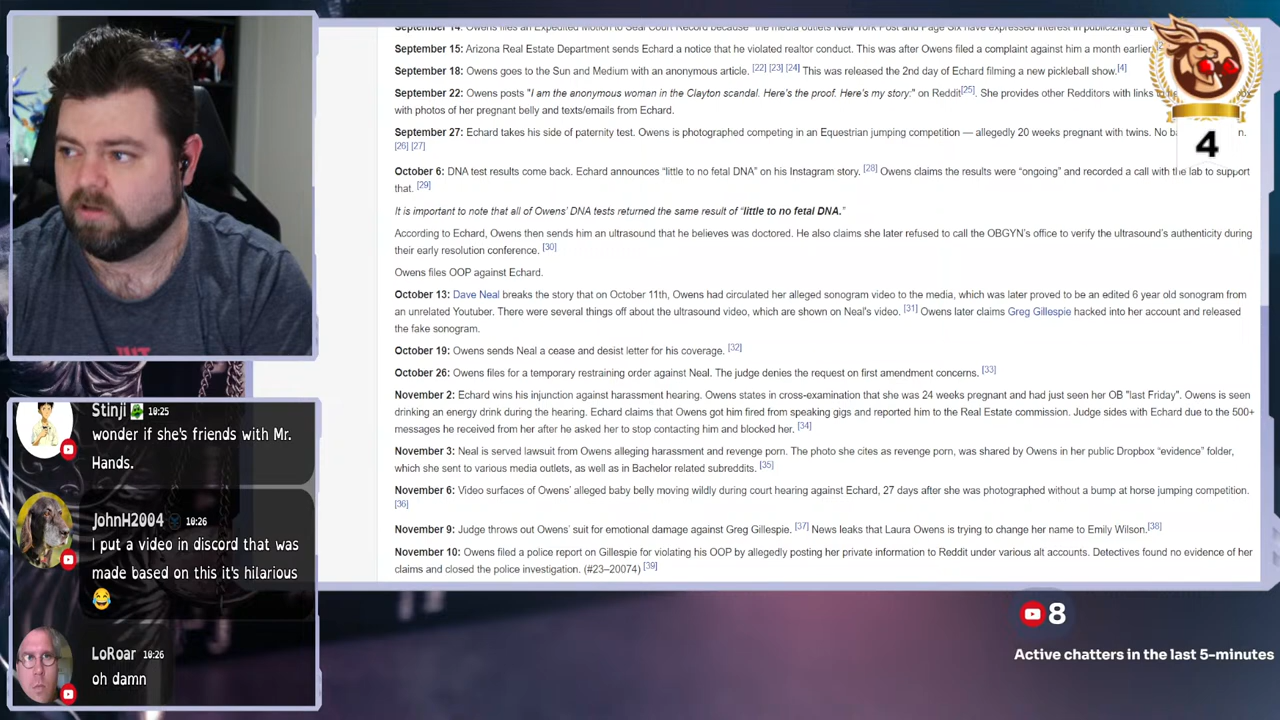 September 14: Owens files an Expedited Motion to Seal Court Record because "the media outlets New York Post and Page Six have expressed interest in publicizing the
September 15: Arizona Real Estate Department sends Echard a notice that he violated realtor conduct. This was after Owens filed a complaint against him a month earlier.
September 18: Owens goes to the Sun and Medium with an anonymous article. [22] [23] [24] This was released the 2nd day of Echard filming a new pickleball show.[4]
September 22: Owens posts "I am the anonymous woman in the Clayton scandal. Here's the proof. Here's my story:" on Reddit[25]. She provides other Redditors with links to
with photos of her pregnant belly and texts/emails from Echard.
September 27: Echard takes his side of paternity test. Owens is photographed competing in an Equestrian jumping competition — allegedly 20 weeks pregnant with twins. No
[26] [27]
4
October 6: DNA test results come back. Echard announces “little to no fetal DNA” on his Instagram story. [28] Owens claims the results were “ongoing” and recorded a call with the lab to support
that. [29]
It is important to note that all of Owens’ DNA tests returned the same result of “little to no fetal DNA.”
According to Echard, Owens then sends him an ultrasound that he believes was doctored. He also claims she later refused to call the OBGYN’s office to verify the ultrasound’s authenticity during
their early resolution conference. [30]
Owens files OOP against Echard.
October 13: Dave Neal breaks the story that on October 11th, Owens had circulated her alleged sonogram video to the media, which was later proved to be an edited 6 year old sonogram from
an unrelated Youtuber. There were several things off about the ultrasound video, which are shown on Neal's video. [31] Owens later claims Greg Gillespie hacked into her account and released
the fake sonogram.
October 19: Owens sends Neal a cease and desist letter for his coverage. [32]
October 26: Owens files for a temporary restraining order against Neal. The judge denies the request on first amendment concerns. [33]
November 2: Echard wins his injunction against harassment hearing. Owens states in cross-examination that she was 24 weeks pregnant and had just seen her OB "last Friday". Owens is seen
drinking an energy drink during the hearing. Echard claims that Owens got him fired from speaking gigs and reported him to the Real Estate commission. Judge sides with Echard due to the 500+
messages he received from her after he asked her to stop contacting him and blocked her. [34]
November 3: Neal is served lawsuit from Owens alleging harassment and revenge porn. The photo she cites as revenge porn, was shared by Owens in her public Dropbox “evidence” folder,
which she sent to various media outlets, as well as in Bachelor related subreddits. [35]
November 6: Video surfaces of Owens’ alleged baby belly moving wildly during court hearing against Echard, 27 days after she was photographed without a bump at horse jumping competition.
[36]
November 9: Judge throws out Owens’ suit for emotional damage against Greg Gillespie. [37] News leaks that Laura Owens is trying to change her name to Emily Wilson.[38]
November 10: Owens filed a police report on Gillespie for violating his OOP by allegedly posting her private information to Reddit under various alt accounts. Detectives found no evidence of her
claims and closed the police investigation. (#23–20074) [39]
Stinji 10:25
wonder if she's friends with Mr.
Hands.
JohnH2004 10:26
I put a video in discord that was
made based on this it's hilarious
😂
LoRoar 10:26
oh damn
8
Active chatters in the last 5-minutes